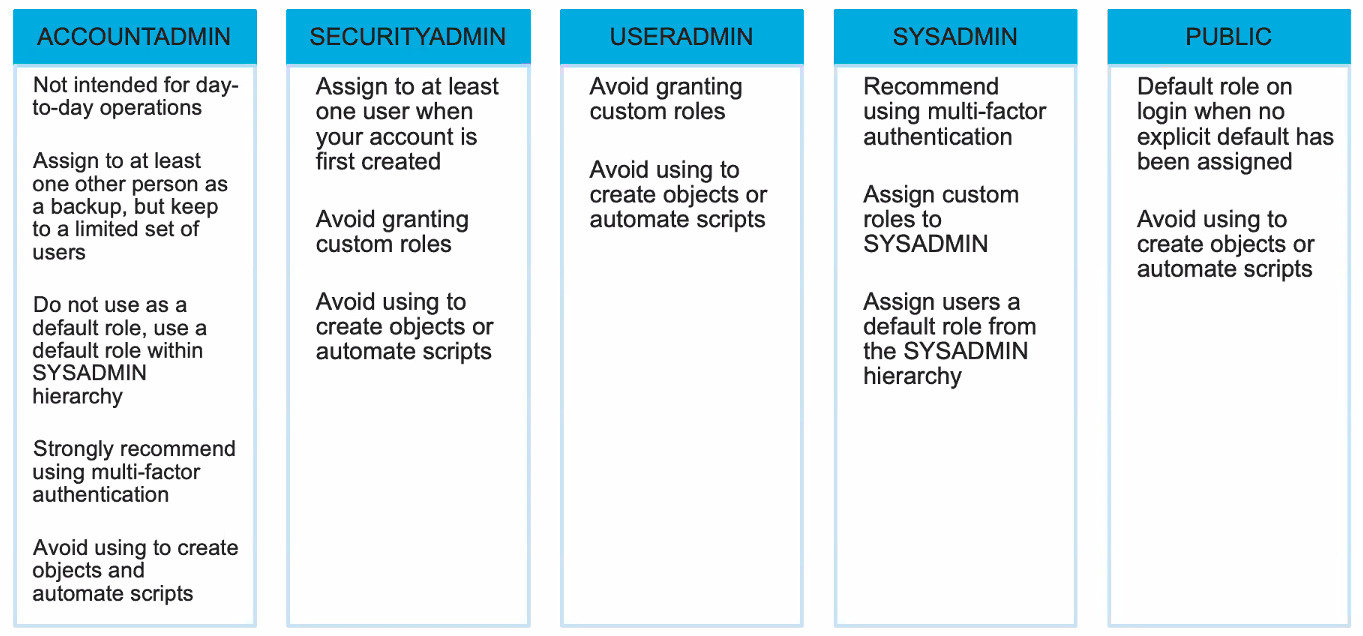 ACCOUNTADMIN
Not intended for day-
to-day operations
Assign to at least
one other person as
a backup, but keep
to a limited set of
users
Do not use as a
default role, use a
default role within
SYSADMIN
hierarchy
Strongly recommend
using multi-factor
authentication
Avoid using to create
objects and
automate scripts
SECURITYADMIN
Assign to at least
one user when
your account is
first created
Avoid granting
custom roles
Avoid using to
create objects or
automate scripts
USERADMIN
Avoid granting
custom roles
Avoid using to
create objects or
automate scripts
SYSADMIN
Recommend
using multi-factor
authentication
Assign custom
roles to
SYSADMIN
Assign users a
default role from
the SYSADMIN
hierarchy
PUBLIC
Default role on
login when no
explicit default has
been assigned
Avoid using to
create objects or
automate scripts